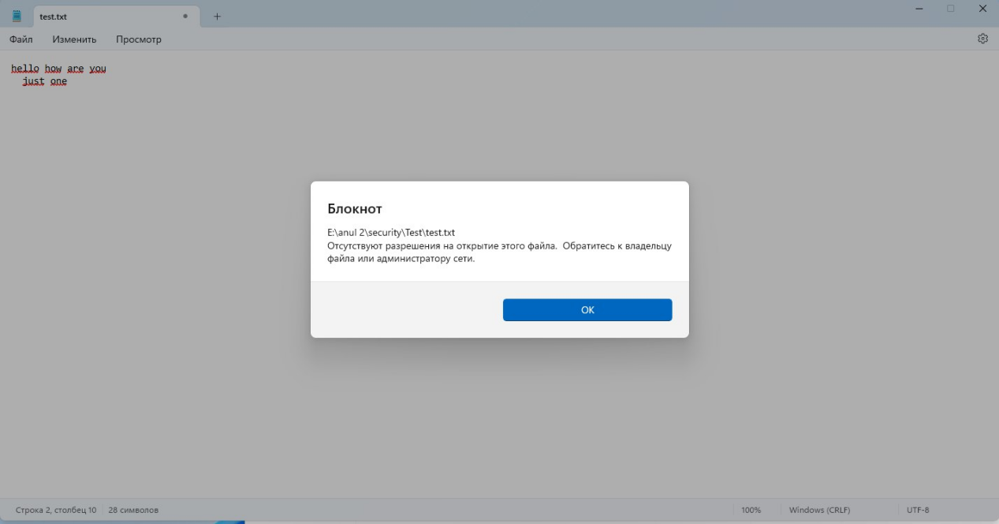 test.txt
Файл Изменить Просмотр
hello how are you
just one
Блокнот
E:\anul 2\security\Test\test.txt
Отсутствуют разрешения на открытие этого файла. Обратитесь к владельцу
файла или администратору сети.
ОК
Строка 2, столбец 10 28 символов 100% Windows (CRLF) UTF-8